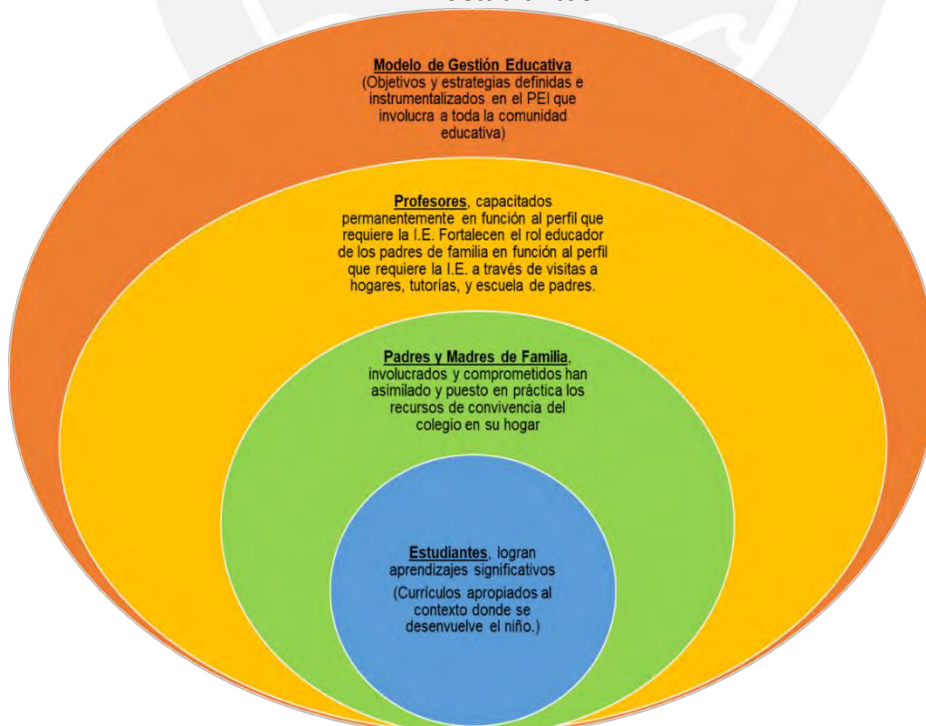 Modelo de Gestión Educativa
(Objetivos y estrategias definidas e
instrumentalizados en el PEI que
involucra a toda la comunidad
educativa)
Profesores, capacitados
permanentemente en función al perfil que
requiere la I.E. Fortalecen el rol educador
de los padres de familia en función al perfil
que requiere la I.E. a través de visitas a
hogares, tutorías, y escuela de padres.
Padres y Madres de Familia,
involucrados y comprometidos han
asimilado y puesto en práctica los
recursos de convivencia del
colegio en su hogar
Estudiantes, logran
aprendizajes significativos
(Currículos apropiados al
contexto donde se
desenvuelve el niño.)